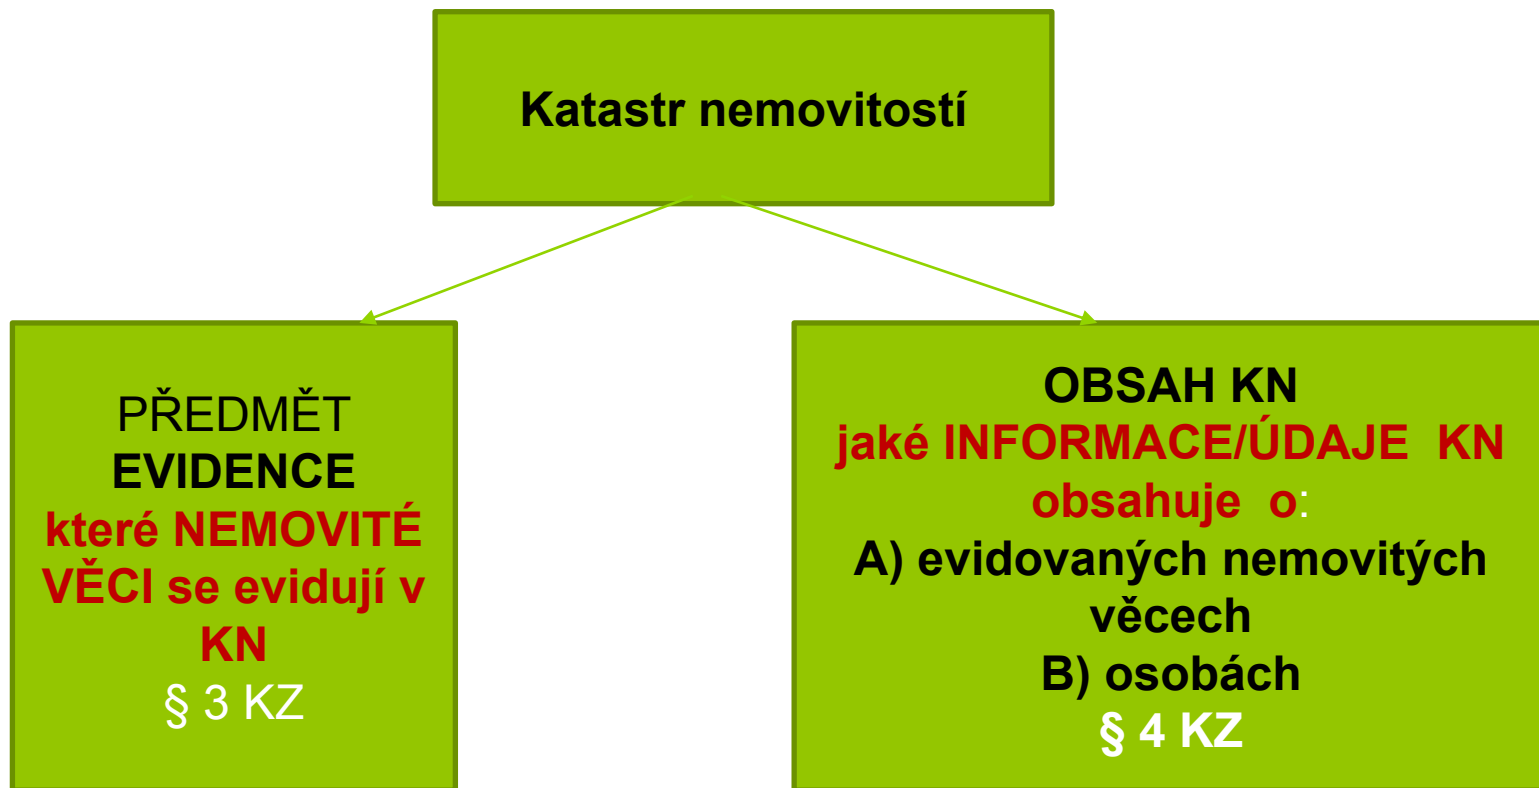 Katastr nemovitostí
PŘEDMĚT
EVIDENCE
které NEMOVITÉ
VĚCI se evidují v
KN
§ 3 KZ
OBSAH KN
jaké INFORMACE/ÚDAJE KN
obsahuje o:
A) evidovaných nemovitých
věcech
B) osobách
§ 4 KZ